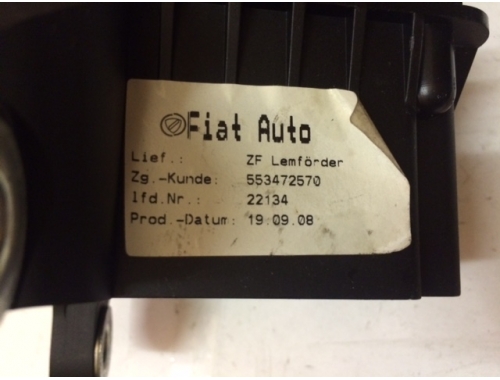 Fiat Auto
Lief.: ZF Lemförder
Zg.-Kunde: 553472570
lfd.Nr.: 22134
Prod.-Datum: 19.09.08